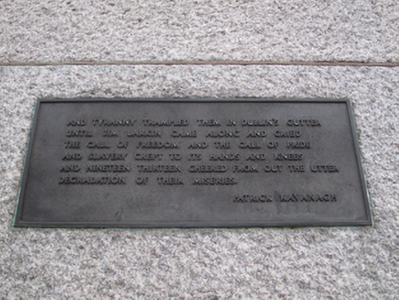 AND TYRANNY TRAMPLED THEM IN DUBLIN'S GUTTER
UNTIL JIM LARKIN CAME ALONG AND CRIED
THE CALL OF FREEDOM AND THE CALL OF PRIDE
AND SLAVERY CREPT TO ITS HANDS AND KNEES
AND NINETEEN THIRTEEN CHEERED FROM OUT THE UTTER
DEGRADATION OF THEIR MISERIES.
PATRICK KAVANAGH